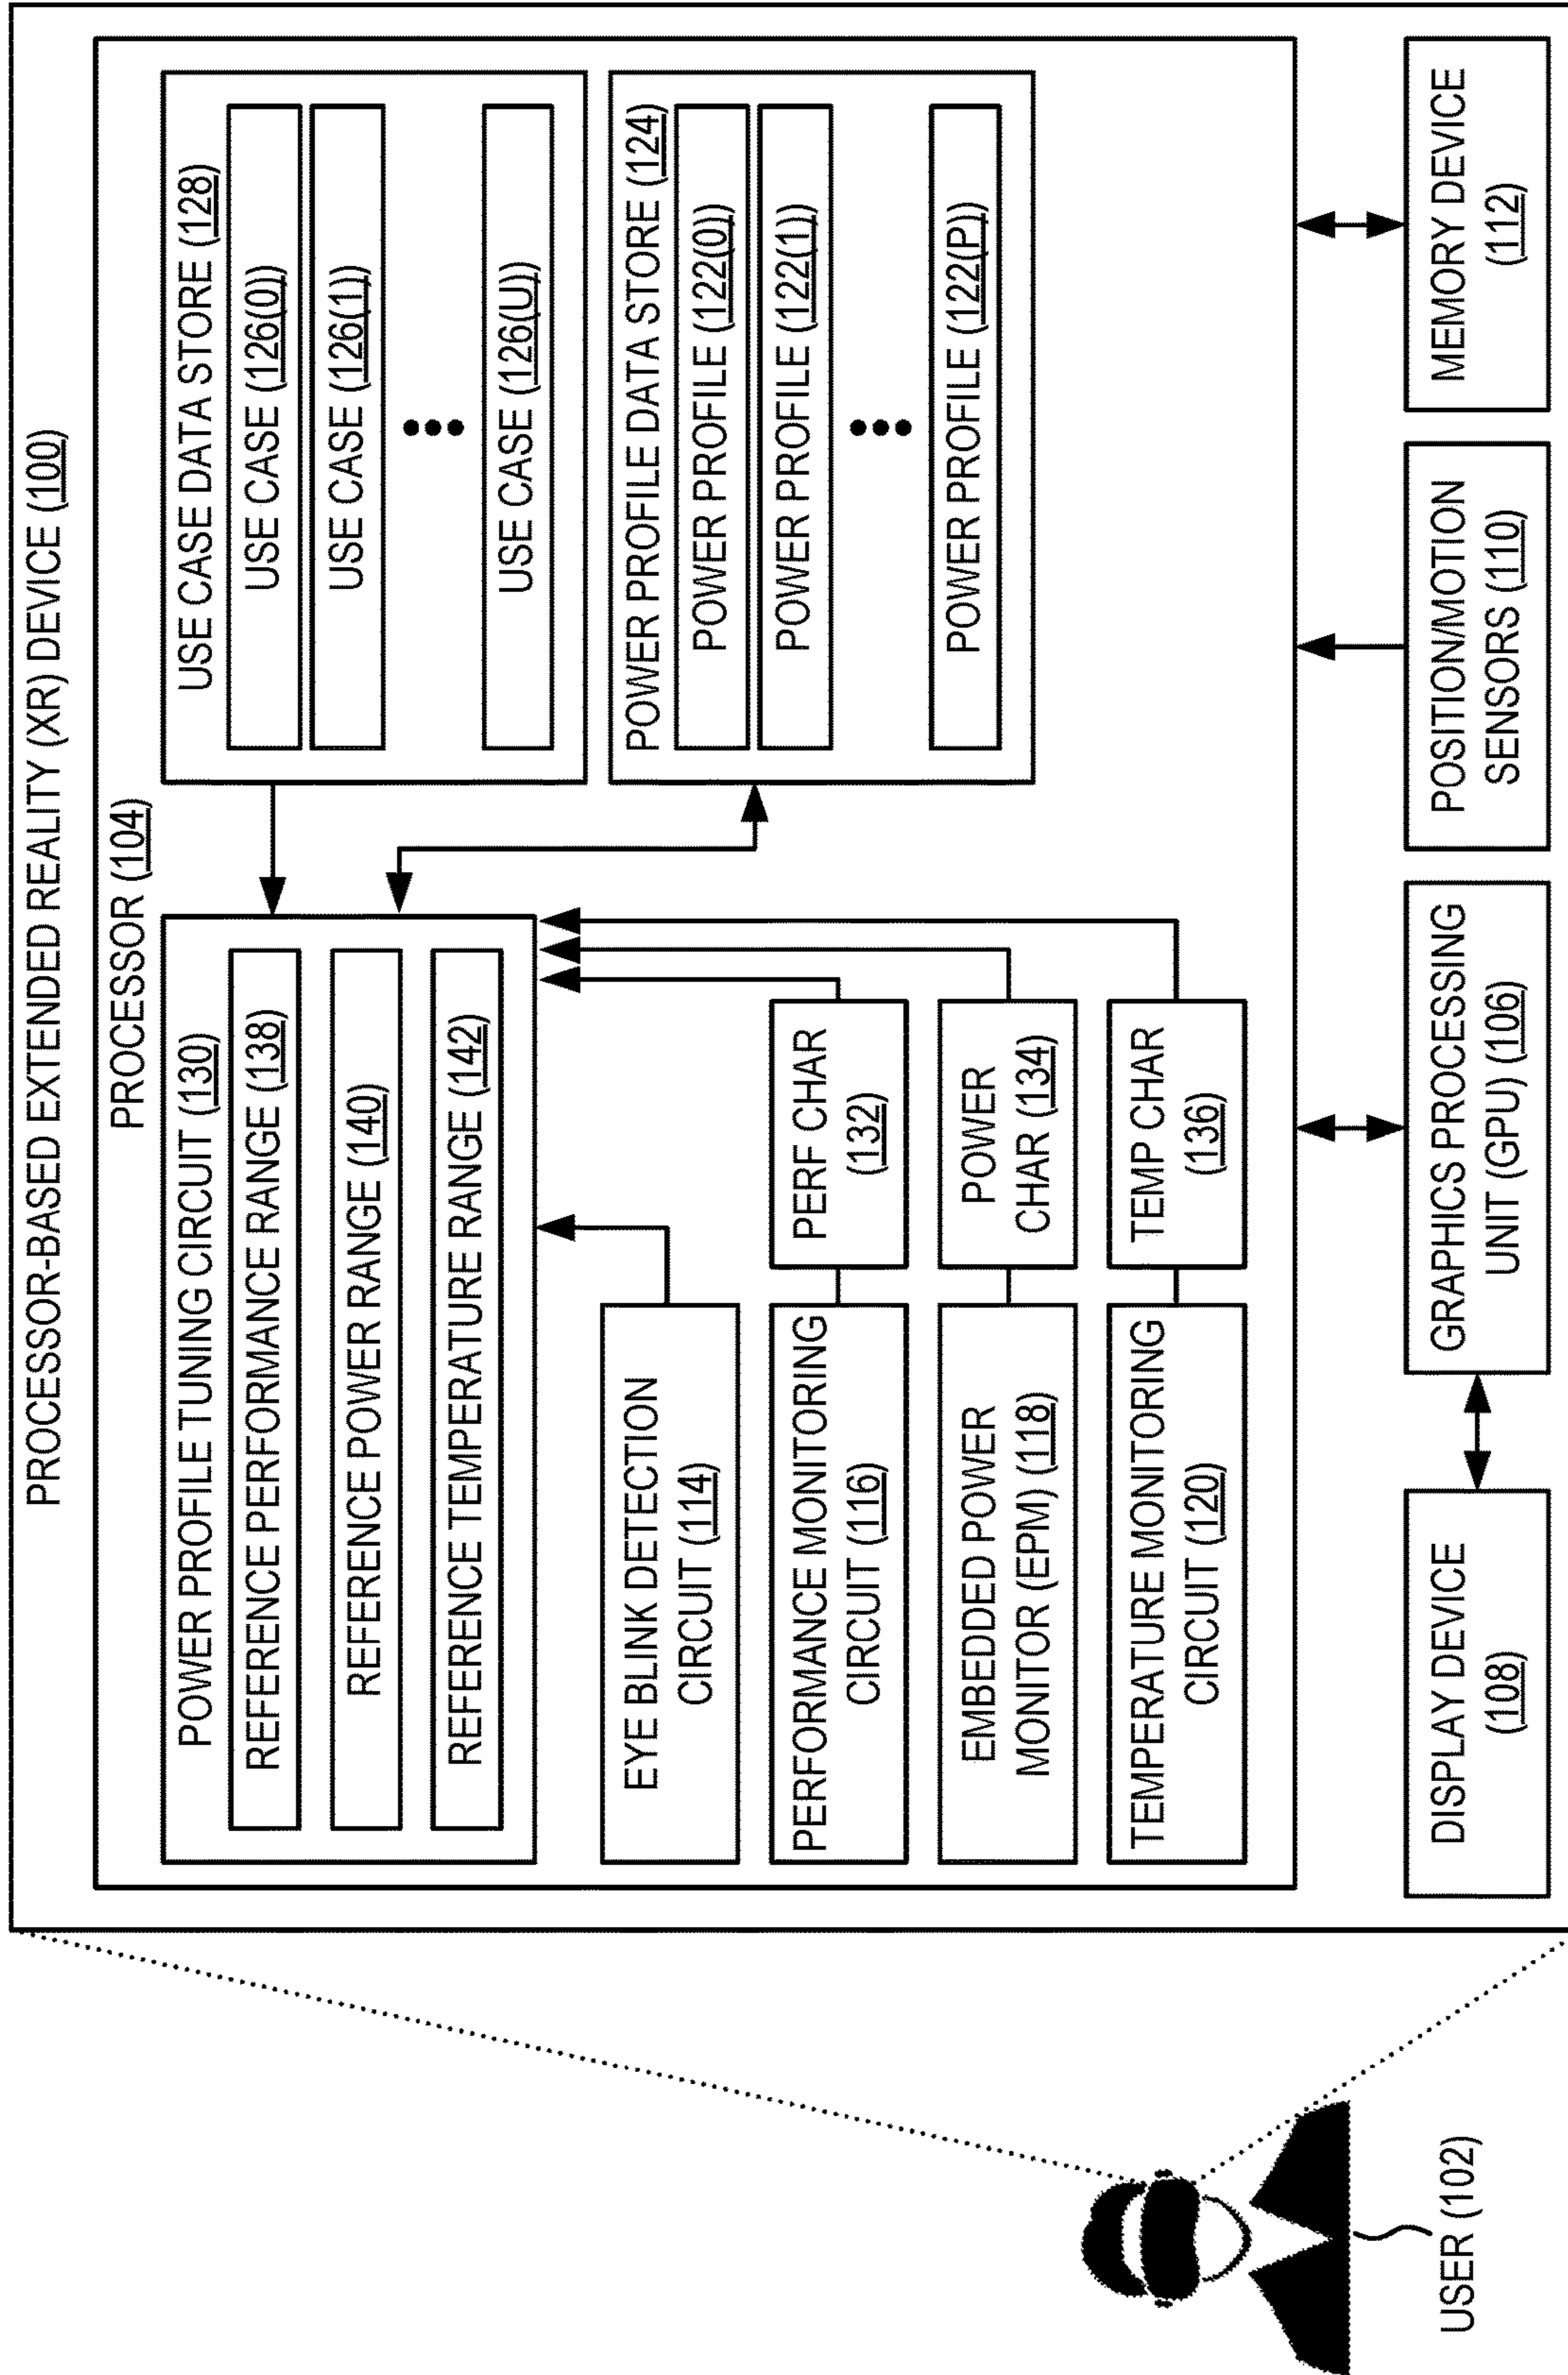 PROCESSOR-BASED EXTENDED REALITY (XR) DEVICE (100)
PROCESSOR (104)
POWER PROFILE TUNING CIRCUIT (130)
REFERENCE PERFORMANCE RANGE (138)
REFERENCE POWER RANGE (140)
REFERENCE TEMPERATURE RANGE (142)
USE CASE DATA STORE (128)
USE CASE (126(0))
USE CASE (126(1))
•••
USE CASE (126(U))
POWER PROFILE DATA STORE (124)
POWER PROFILE (122(0))
POWER PROFILE (122(1))
•••
POWER PROFILE (122(P))
EYE BLINK DETECTION
CIRCUIT (114)
PERFORMANCE MONITORING
CIRCUIT (116)
PERF CHAR
(132)
EMBEDDED POWER
MONITOR (EPM) (118)
POWER
CHAR (134)
TEMPERATURE MONITORING
CIRCUIT (120)
TEMP CHAR
(136)
DISPLAY DEVICE
(108)
GRAPHICS PROCESSING
UNIT (GPU) (106)
POSITION/MOTION
SENSORS (110)
MEMORY DEVICE
(112)
USER (102)